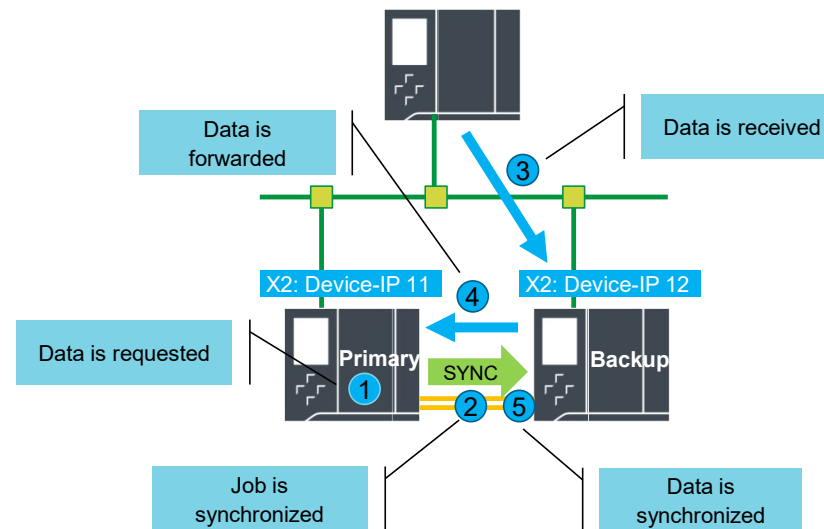 Data is
forwarded
3
Data is received
X2: Device-IP 11
4
X2: Device-IP 12
Data is requested
Primary
1
SYNC
Backup
2
5
Job is
synchronized
Data is
synchronized